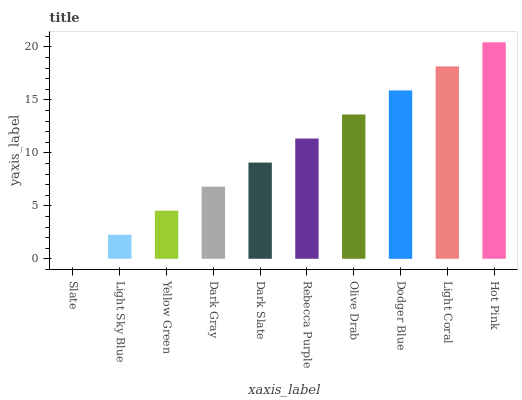 title
20
15
10
5
0
yaxis_label
Slate
Light Sky Blue
Yellow Green
Dark Gray
Dark Slate
Rebecca Purple
Olive Drab
Dodger Blue
Light Coral
Hot Pink
xaxis_label